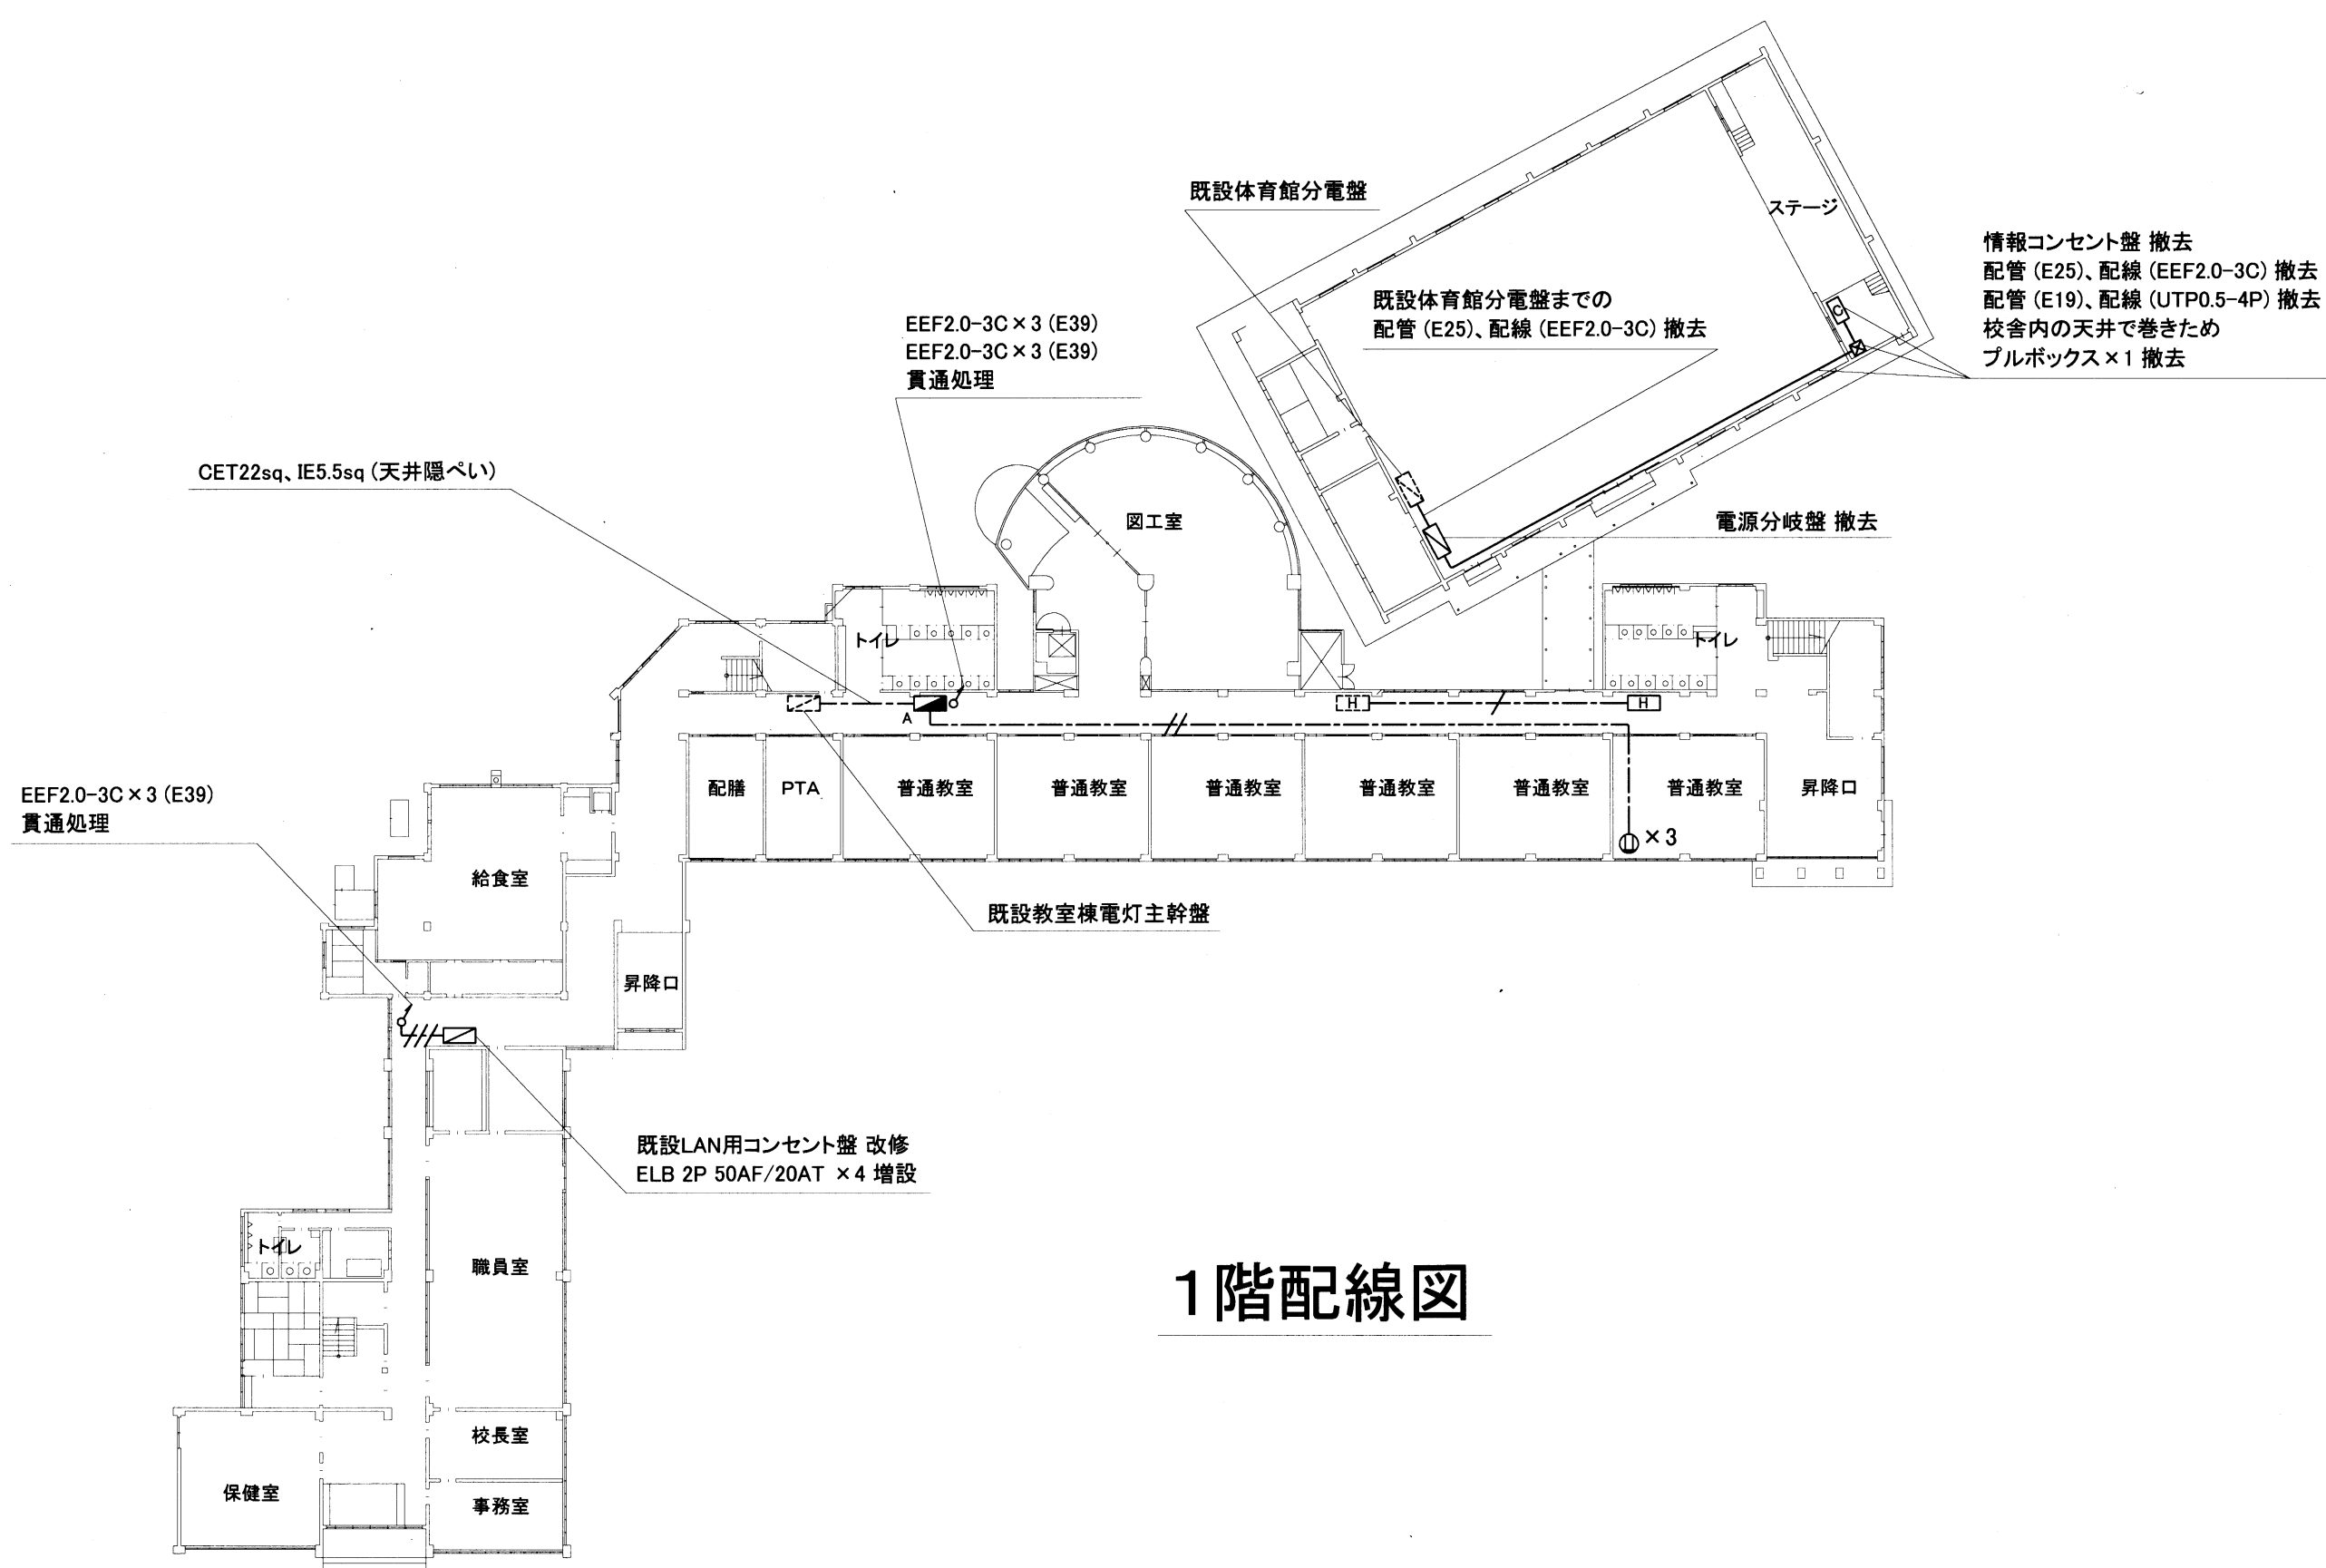 ステージ
既設体育館分電盤
情報コンセント盤 撤去
配管 (E25)、配線 (EEF2.0-3C) 撤去
配管 (E19)、配線 (UTP0.5-4P) 撤去
校舎内の天井で巻きため
プルボックス×1 撤去
C
既設体育館分電盤までの
配管 (E25)、配線 (EEF2.0-3C) 撤去
EEF2.0-3C×3 (E39)
EEF2.0-3C×3 (E39)
貫通処理
CET22sq、IE5.5sq (天井隠ぺい)
図工室
電源分岐盤 撤去
トイレ
トイレ
A
H
H
配膳
PTA
普通教室
普通教室
普通教室
普通教室
普通教室
普通教室
昇降口
×3
EEF2.0-3C×3 (E39)
貫通処理
給食室
既設教室棟電灯主幹盤
昇降口
既設LAN用コンセント盤 改修
ELB 2P 50AF/20AT ×4 増設
トイレ
職員室
1階配線図
校長室
保健室
事務室